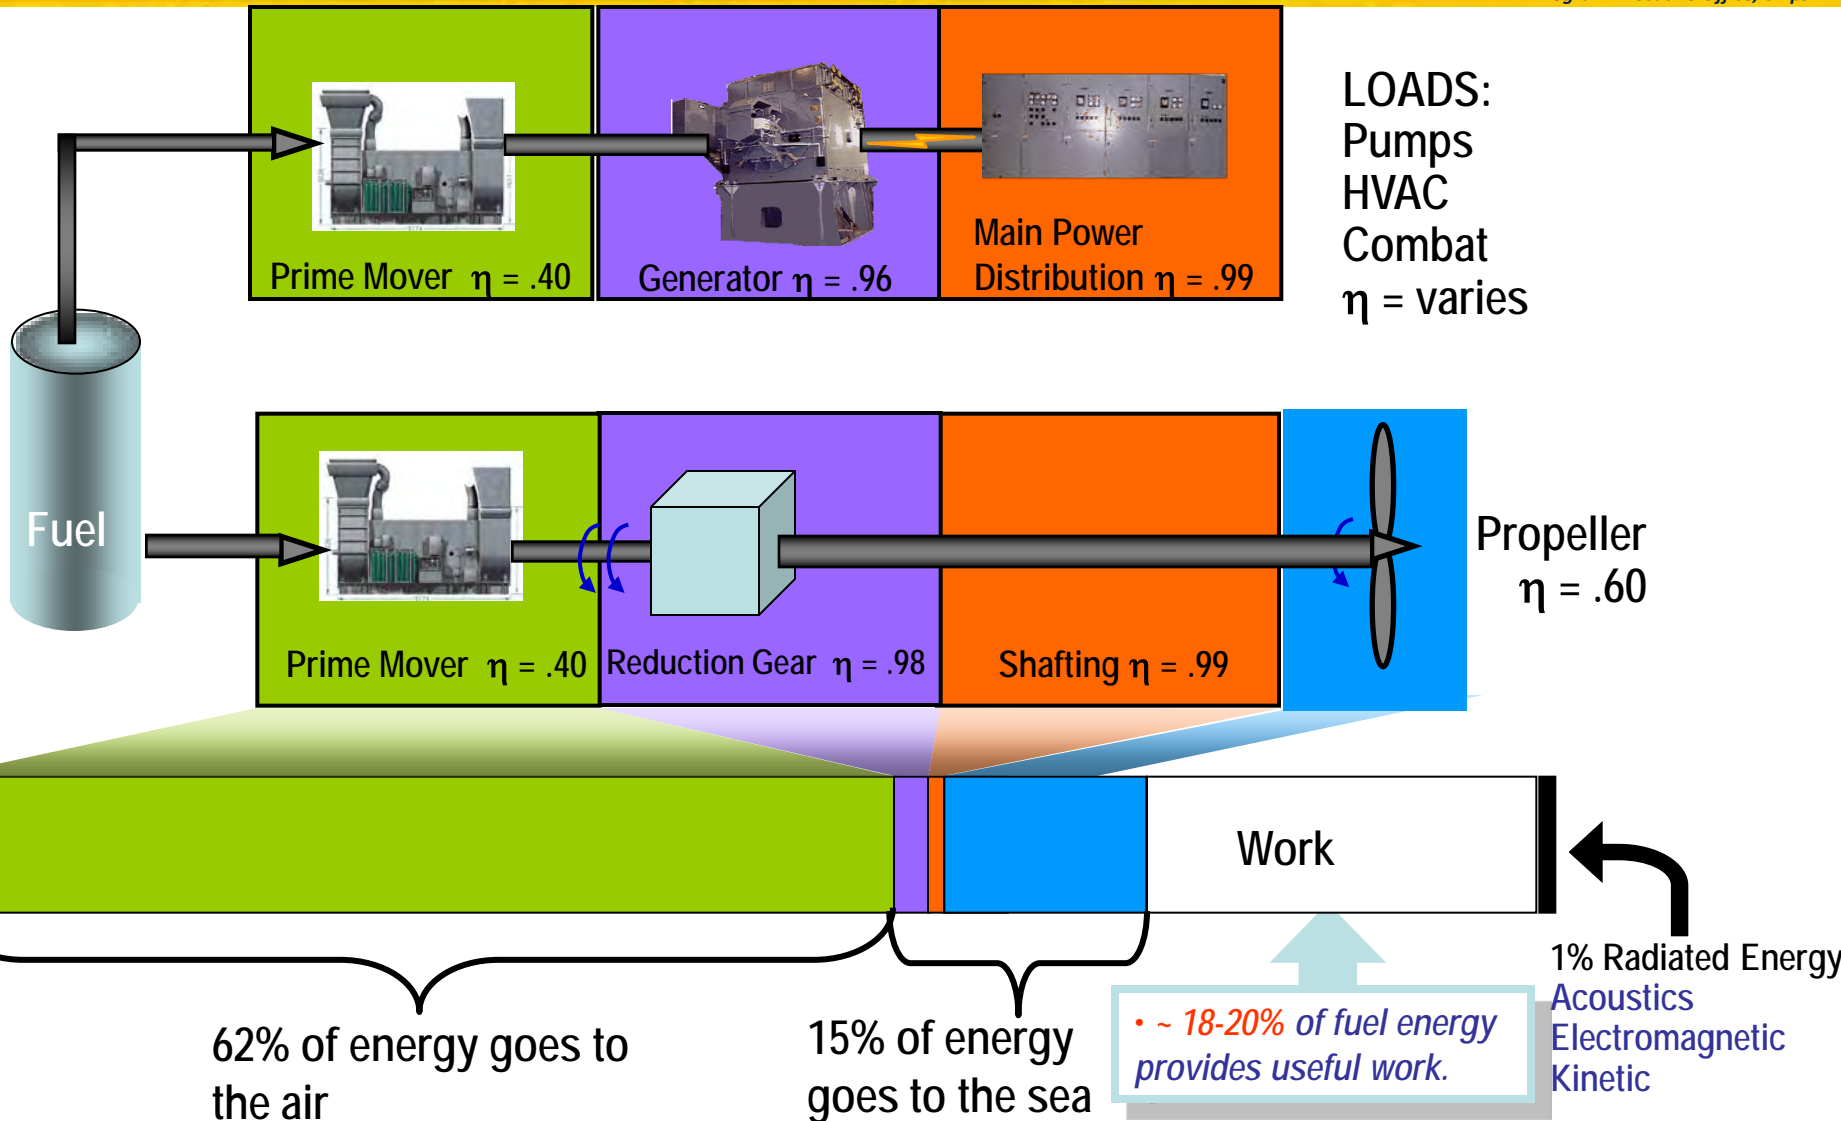 LOADS:
Pumps
HVAC
Combat
η = varies
Prime Mover η = .40
Generator η = .96
Main Power
Distribution η = .99
Fuel
Propeller
η = .60
Prime Mover η = .40
Reduction Gear η = .98
Shafting η = .99
Work
62% of energy goes to
the air
15% of energy
goes to the sea
• ~ 18-20% of fuel energy
provides useful work.
1% Radiated Energy
Acoustics
Electromagnetic
Kinetic